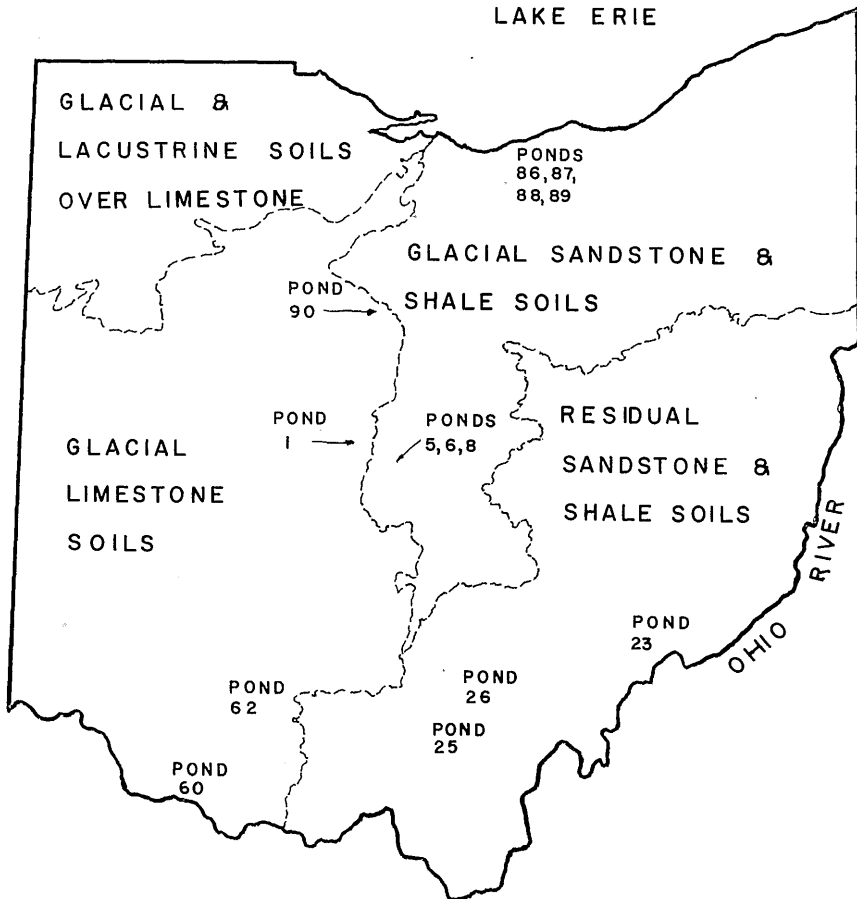 LAKE ERIE
GLACIAL &
LACUSTRINE SOILS
OVER LIMESTONE
PONDS
86, 87,
88, 89
GLACIAL SANDSTONE &
SHALE SOILS
POND
90
POND
1
PONDS
5, 6, 8
RESIDUAL
SANDSTONE &
SHALE SOILS
GLACIAL
LIMESTONE
SOILS
OHIO RIVER
POND
23
POND
62
POND
26
POND
25
POND
60